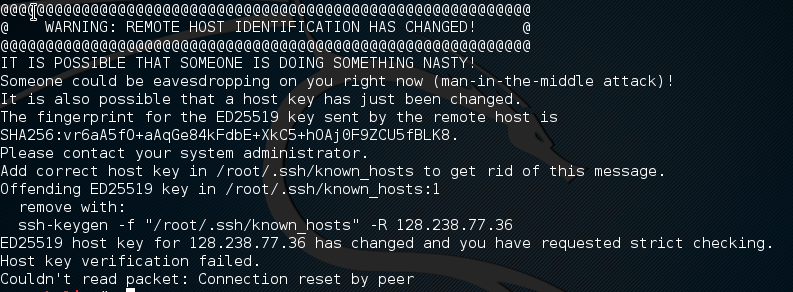 @@@@@@@@@@@@@@@@@@@@@@@@@@@@@@@@@@@@@@@@@@@@@@@@@@@@@@@@@@@
@    WARNING: REMOTE HOST IDENTIFICATION HAS CHANGED!     @
@@@@@@@@@@@@@@@@@@@@@@@@@@@@@@@@@@@@@@@@@@@@@@@@@@@@@@@@@@@
IT IS POSSIBLE THAT SOMEONE IS DOING SOMETHING NASTY!
Someone could be eavesdropping on you right now (man-in-the-middle attack)!
It is also possible that a host key has just been changed.
The fingerprint for the ED25519 key sent by the remote host is
SHA256:vr6aA5fO+aAqGe84kFdbE+XkC5+hOAj0F9ZCU5fBLK8.
Please contact your system administrator.
Add correct host key in /root/.ssh/known_hosts to get rid of this message.
Offending ED25519 key in /root/.ssh/known_hosts:1
  remove with:
  ssh-keygen -f "/root/.ssh/known_hosts" -R 128.238.77.36
ED25519 host key for 128.238.77.36 has changed and you have requested strict checking.
Host key verification failed.
Couldn't read packet: Connection reset by peer